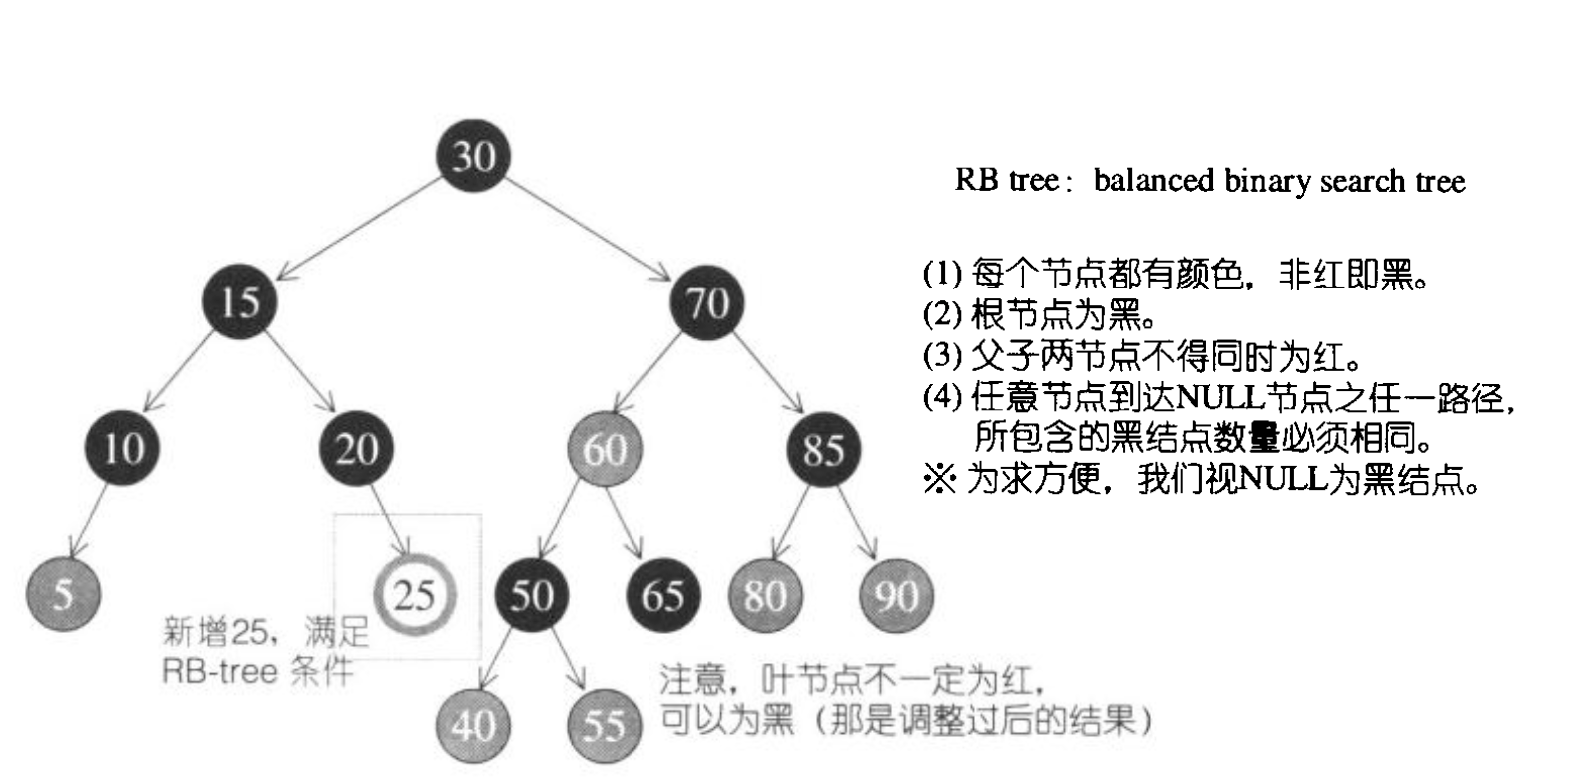 30
RB tree: balanced binary search tree
15
70
(1) 每个节点都有颜色，非红即黑。
(2) 根节点为黑。
(3) 父子两节点不得同时为红。
(4) 任意节点到达NULL节点之任一路径，
所包含的黑结点数量必须相同。
※ 为求方便，我们视NULL为黑结点。
10
20
60
85
5
25
50
65
80
90
新增25，满足
RB-tree 条件
40
55
注意，叶节点不一定为红，
可以为黑（那是调整过后的结果）